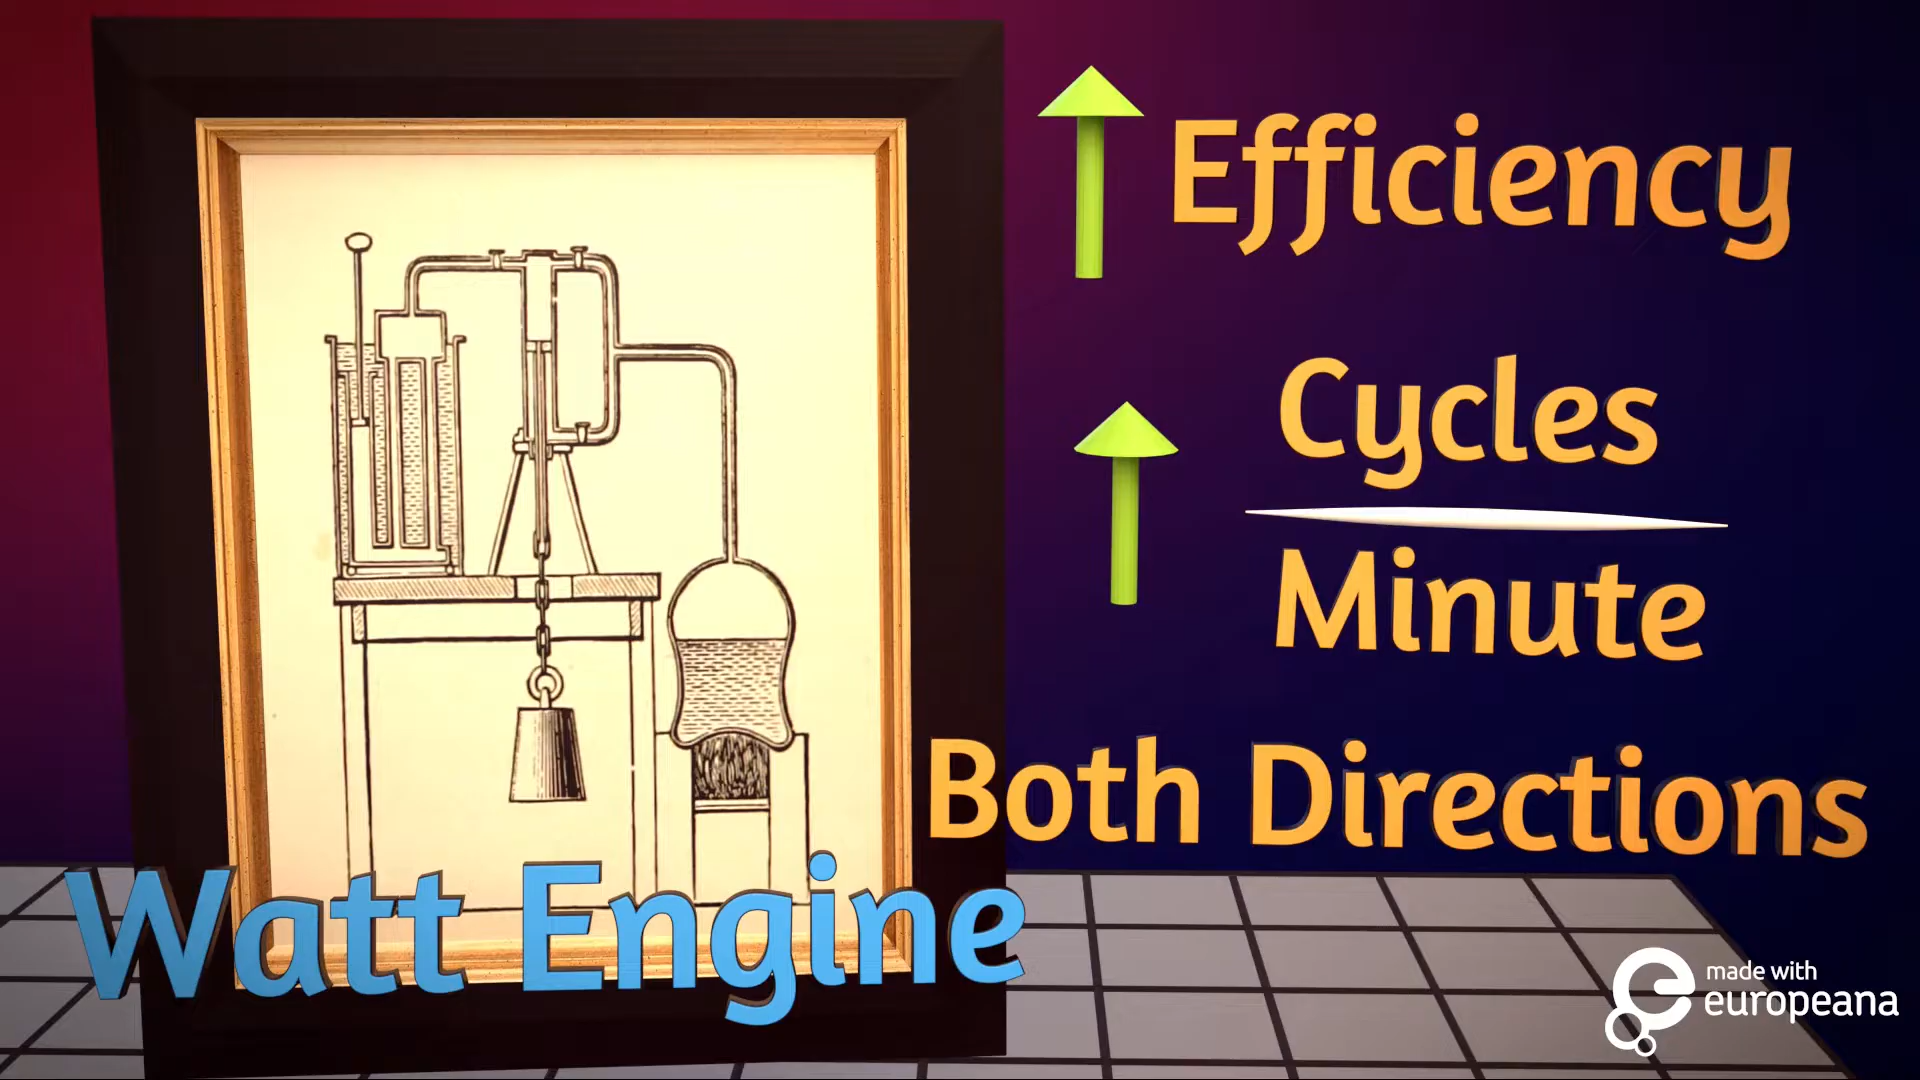 Efficiency
Cycles
Minute
Both Directions
Watt Engine
made with
europeana